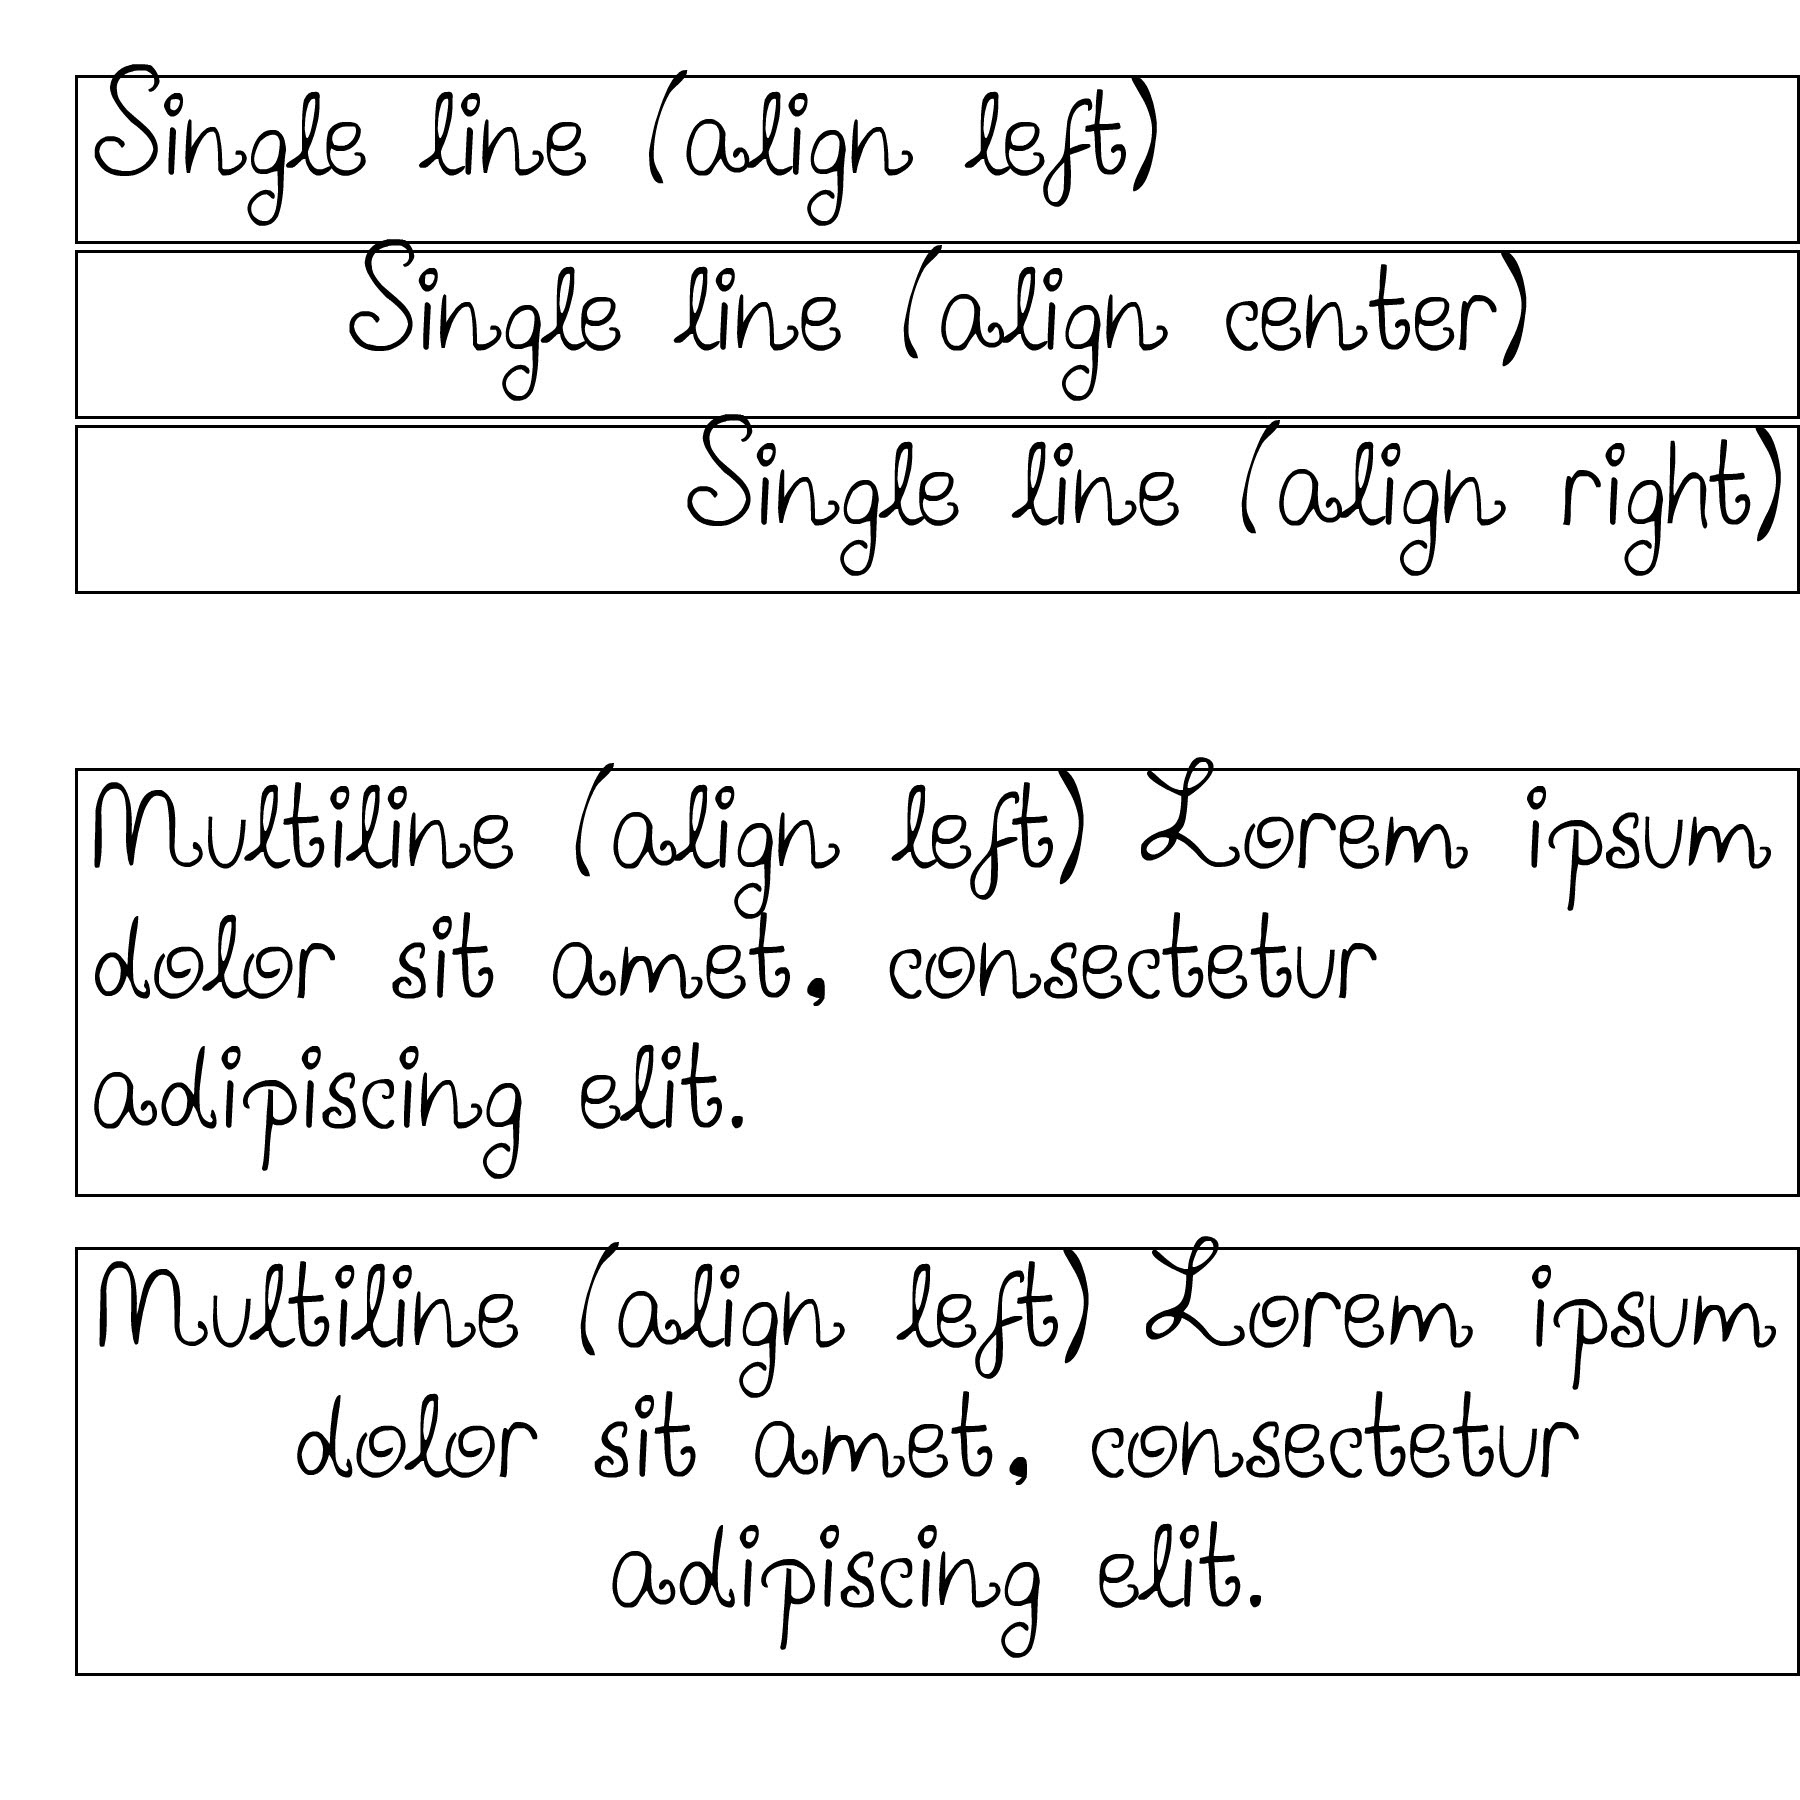 Single line (align left)
Single line (align center)
Single line (align right)
Multiline (align left) Lorem ipsum
dolor sit amet, consectetur
adipiscing elit.
Multiline (align left) Lorem ipsum
dolor sit amet, consectetur
adipiscing elit.